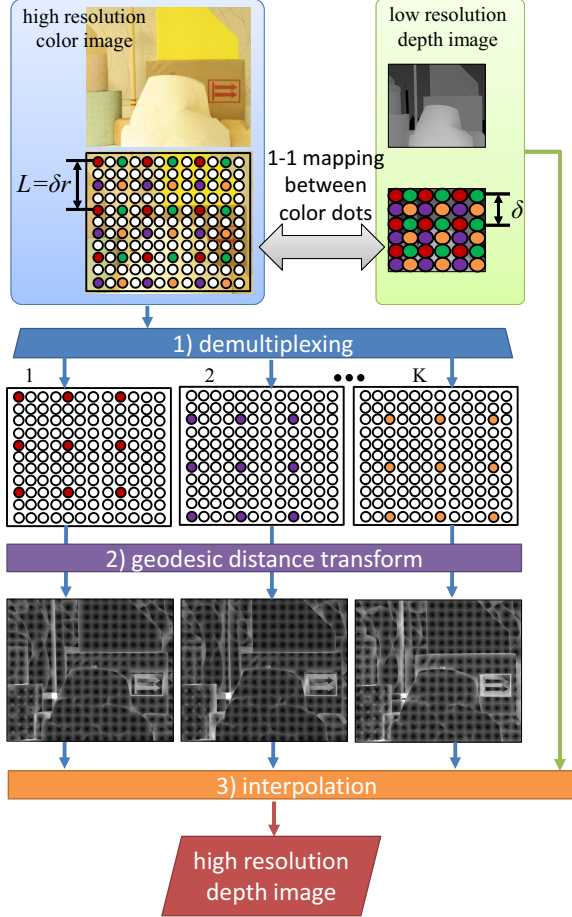 high resolution
color image
low resolution
depth image
L=δr
1-1 mapping
between
color dots
δ
1) demultiplexing
1
2
•••
K
2) geodesic distance transform
3) interpolation
high resolution
depth image